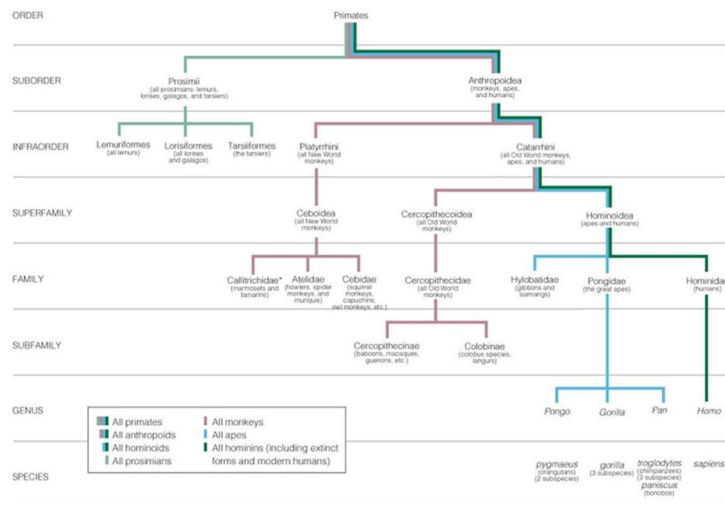 ORDER
Primates
SUBORDER
Prosimii
(all prosimians: lemurs,
lorises, galagos, and tarsiers)
Anthropoidea
(monkeys, apes,
and humans)
INFRAORDER
Lemuriformes
(all lemurs)
Lorisiformes
(all lorises
and galagos)
Tarsiiformes
(the tarsiers)
Platyrrhini
(all New World
monkeys)
Catarrhini
(all Old World monkeys,
apes, and humans)
SUPERFAMILY
Ceboidea
(all New World
monkeys)
Cercopithecoidea
(all Old World
monkeys)
Hominoidea
(apes and humans)
FAMILY
Callitrichidae*
(marmosets and
tamarins)
Atelidae
(howlers, spider
monkeys, and
muriquis)
Cebidae
(squirrel
monkeys,
capuchins,
owl monkeys, etc.)
Cercopithecidae
(all Old World
monkeys)
Hylobatidae
(gibbons and
siamangs)
Pongidae
(the great apes)
Hominida
(humans)
SUBFAMILY
Cercopithecinae
(baboons, macaques,
guenons, etc.)
Colobinae
(colobus species,
langurs)
GENUS
Pongo
Gorilla
Pan
Homo
All primates
All anthropoids
All hominoids
All prosimians
All monkeys
All apes
All hominins (including extinct
forms and modern humans)
SPECIES
pygmaeus
(orangutans)
(2 subspecies)
gorilla
(3 subspecies)
troglodytes
(chimpanzees)
(3 subspecies)
paniscus
(bonobos)
sapiens